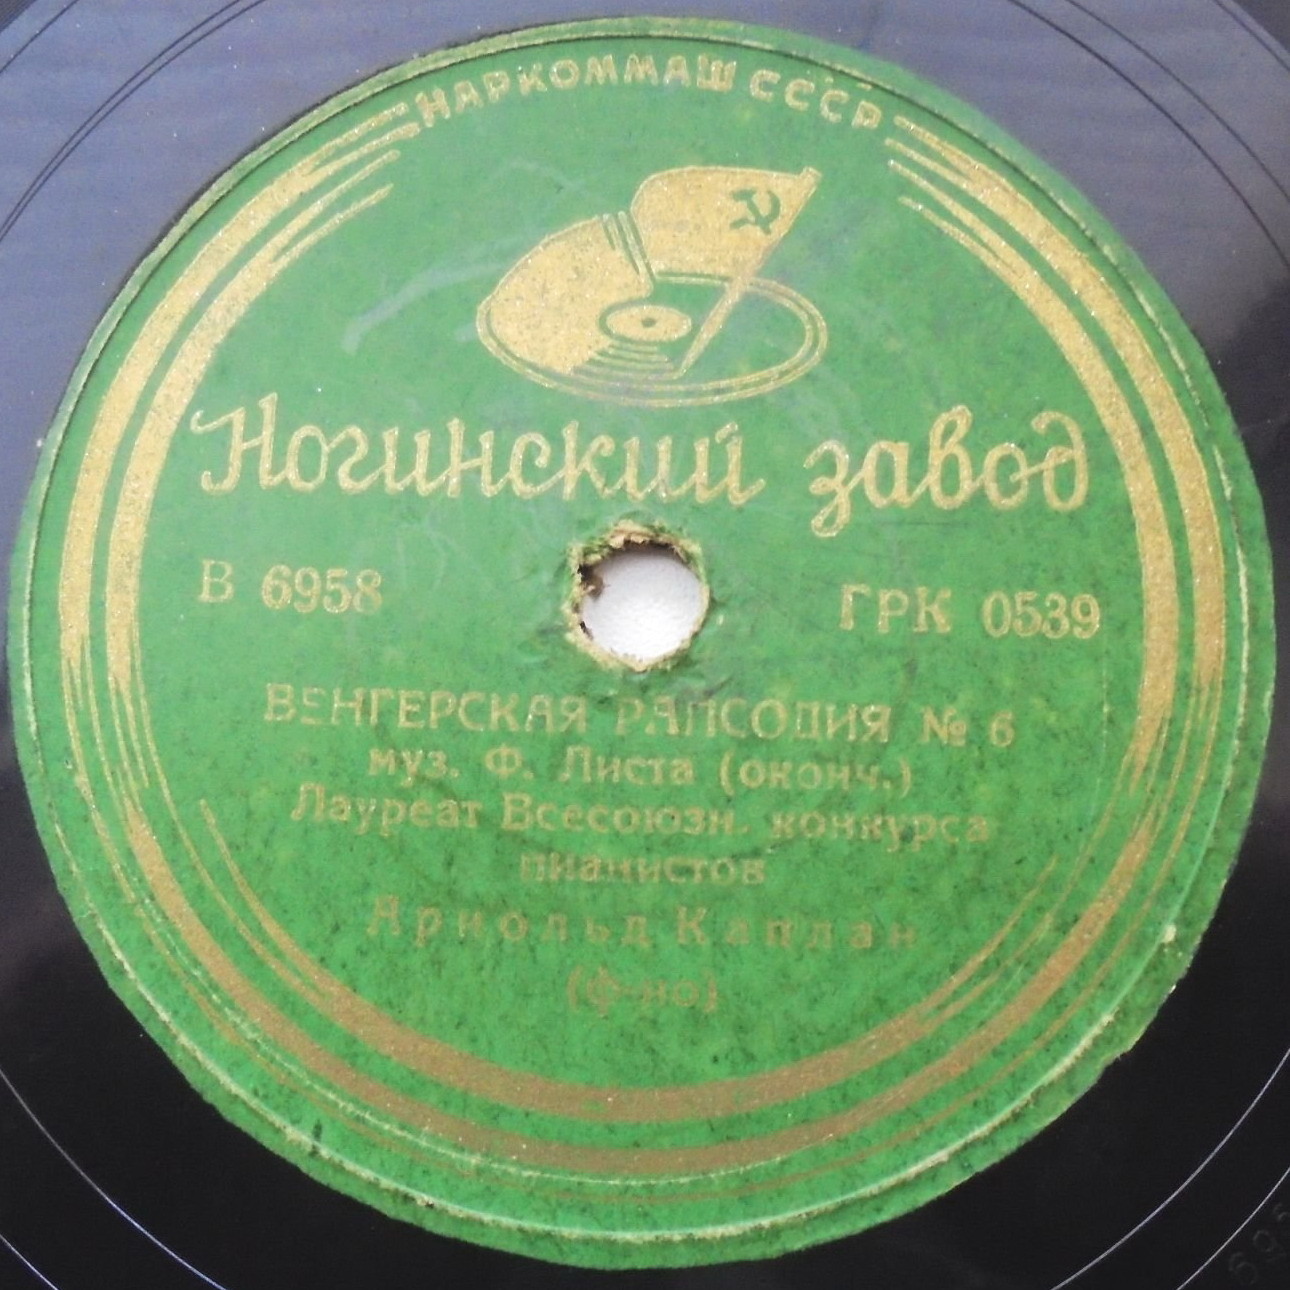 НАРКОММАШ СССР
Ногинский завод
В 6958 ГРК 0539
ВЕНГЕРСКАЯ РАПСОДИЯ № 6
муз. Ф. Листа (оконч.)
Лауреат Всесоюзн. конкурса
пианистов
Арнольд Каплан
(ф-но)